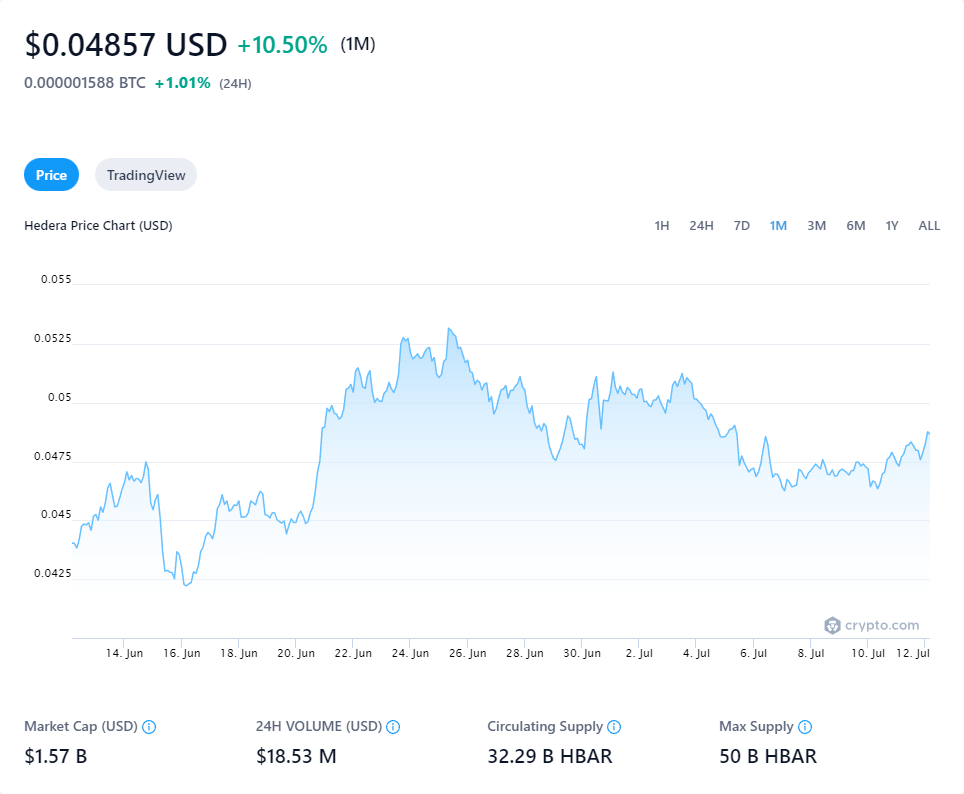 $0.04857 USD +10.50% (1M)
0.000001588 BTC +1.01% (24H)
Price TradingView
Hedera Price Chart (USD) 1H 24H 7D 1M 3M 6M 1Y ALL
0.055
0.0525
0.05
0.0475
0.045
0.0425
crypto.com
14. Jun 16. Jun 18. Jun 20. Jun 22. Jun 24. Jun 26. Jun 28. Jun 30. Jun 2. Jul 4. Jul 6. Jul 8. Jul 10. Jul 12. Jul
Market Cap (USD) 24H VOLUME (USD) Circulating Supply Max Supply
$1.57 B $18.53 M 32.29 B HBAR 50 B HBAR